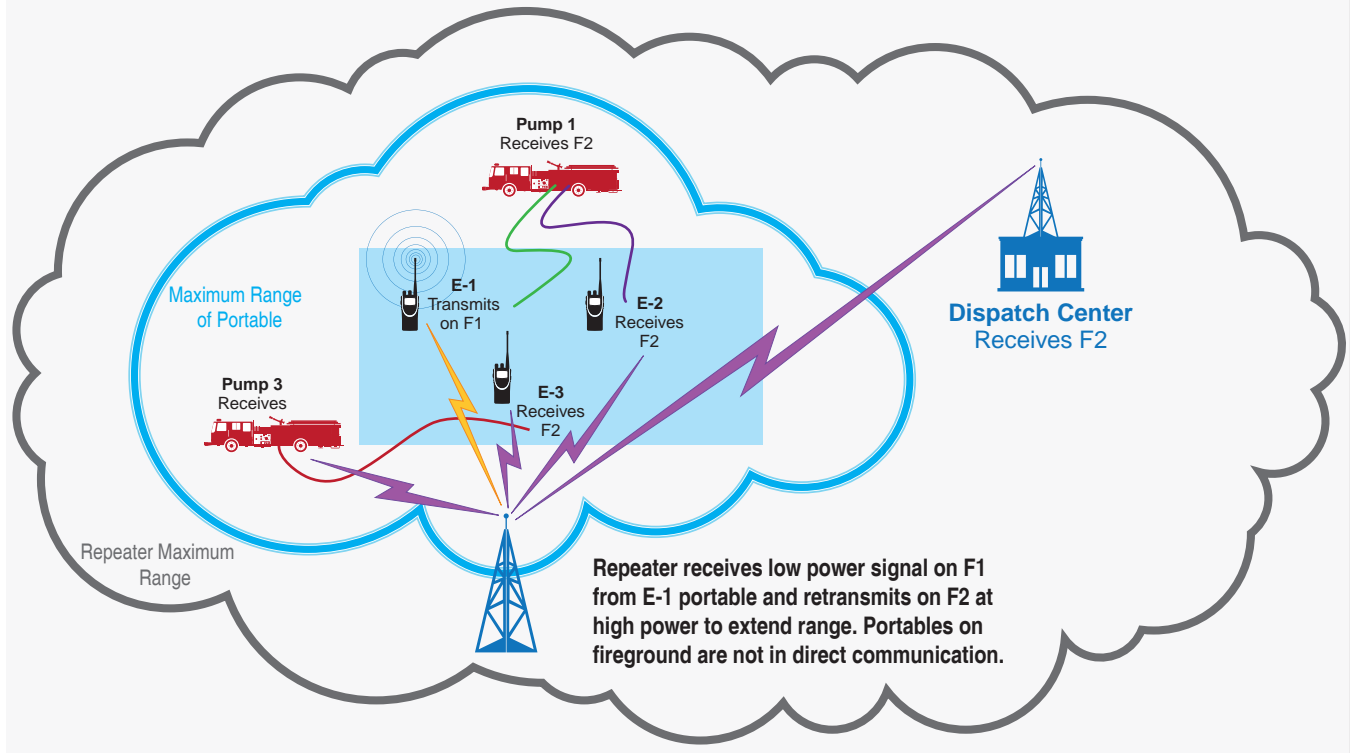 Pump 1
Receives F2
E-1
Transmits
on F1
E-2
Receives
F2
Maximum Range
of Portable
Dispatch Center
Receives F2
E-3
Receives
F2
Pump 3
Receives
Repeater Maximum
Range
Repeater receives low power signal on F1
from E-1 portable and retransmits on F2 at
high power to extend range. Portables on
fireground are not in direct communication.